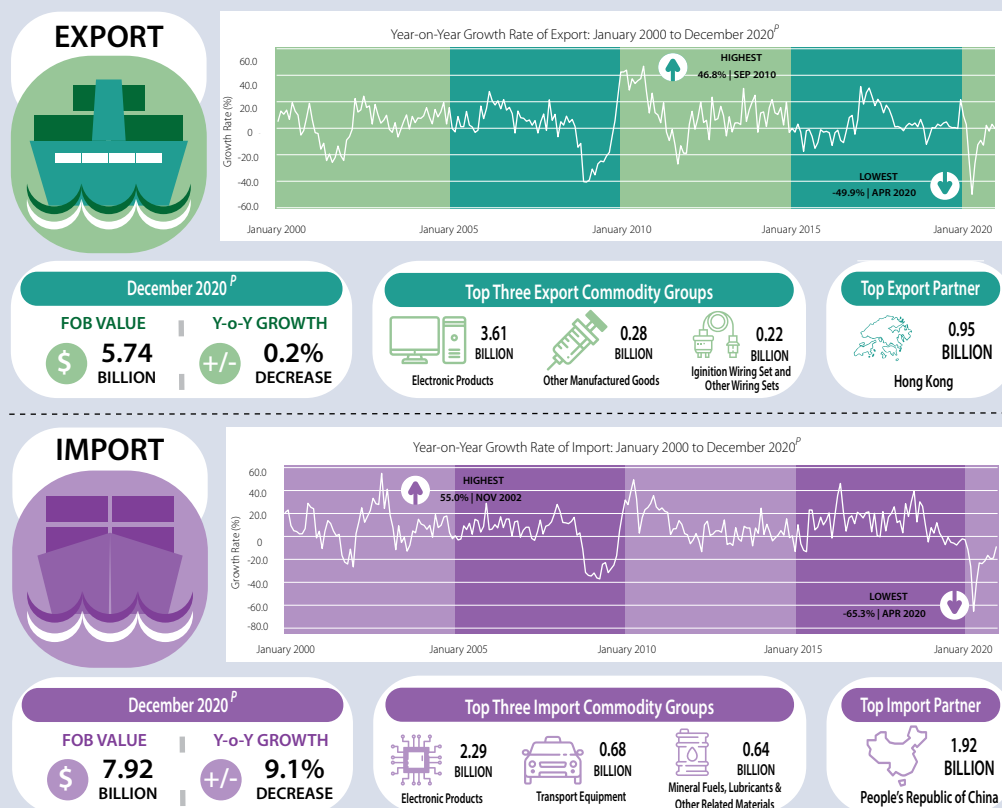 EXPORT
Year-on-Year Growth Rate of Export: January 2000 to December 2020P
Growth Rate (%)
60.0
40.0
20.0
0
-20.0
-40.0
-60.0
HIGHEST
46.8% | SEP 2010
LOWEST
-49.9% | APR 2020
January 2000
January 2005
January 2010
January 2015
January 2020
December 2020 P
FOB VALUE
$
5.74
BILLION
Y-o-Y GROWTH
+/-
0.2%
DECREASE
Top Three Export Commodity Groups
3.61
BILLION
Electronic Products
0.28
BILLION
Other Manufactured Goods
0.22
BILLION
Iginition Wiring Set and
Other Wiring Sets
Top Export Partner
0.95
BILLION
Hong Kong
IMPORT
Year-on-Year Growth Rate of Import: January 2000 to December 2020P
Growth Rate (%)
60.0
40.0
20.0
0
-20.0
-40.0
-60.0
-80.0
HIGHEST
55.0% | NOV 2002
LOWEST
-65.3% | APR 2020
January 2000
January 2005
January 2010
January 2015
January 2020
December 2020 P
FOB VALUE
$
7.92
BILLION
Y-o-Y GROWTH
+/-
9.1%
DECREASE
Top Three Import Commodity Groups
2.29
BILLION
Electronic Products
0.68
BILLION
Transport Equipment
0.64
BILLION
Mineral Fuels, Lubricants &
Other Related Materials
Top Import Partner
1.92
BILLION
People's Republic of China